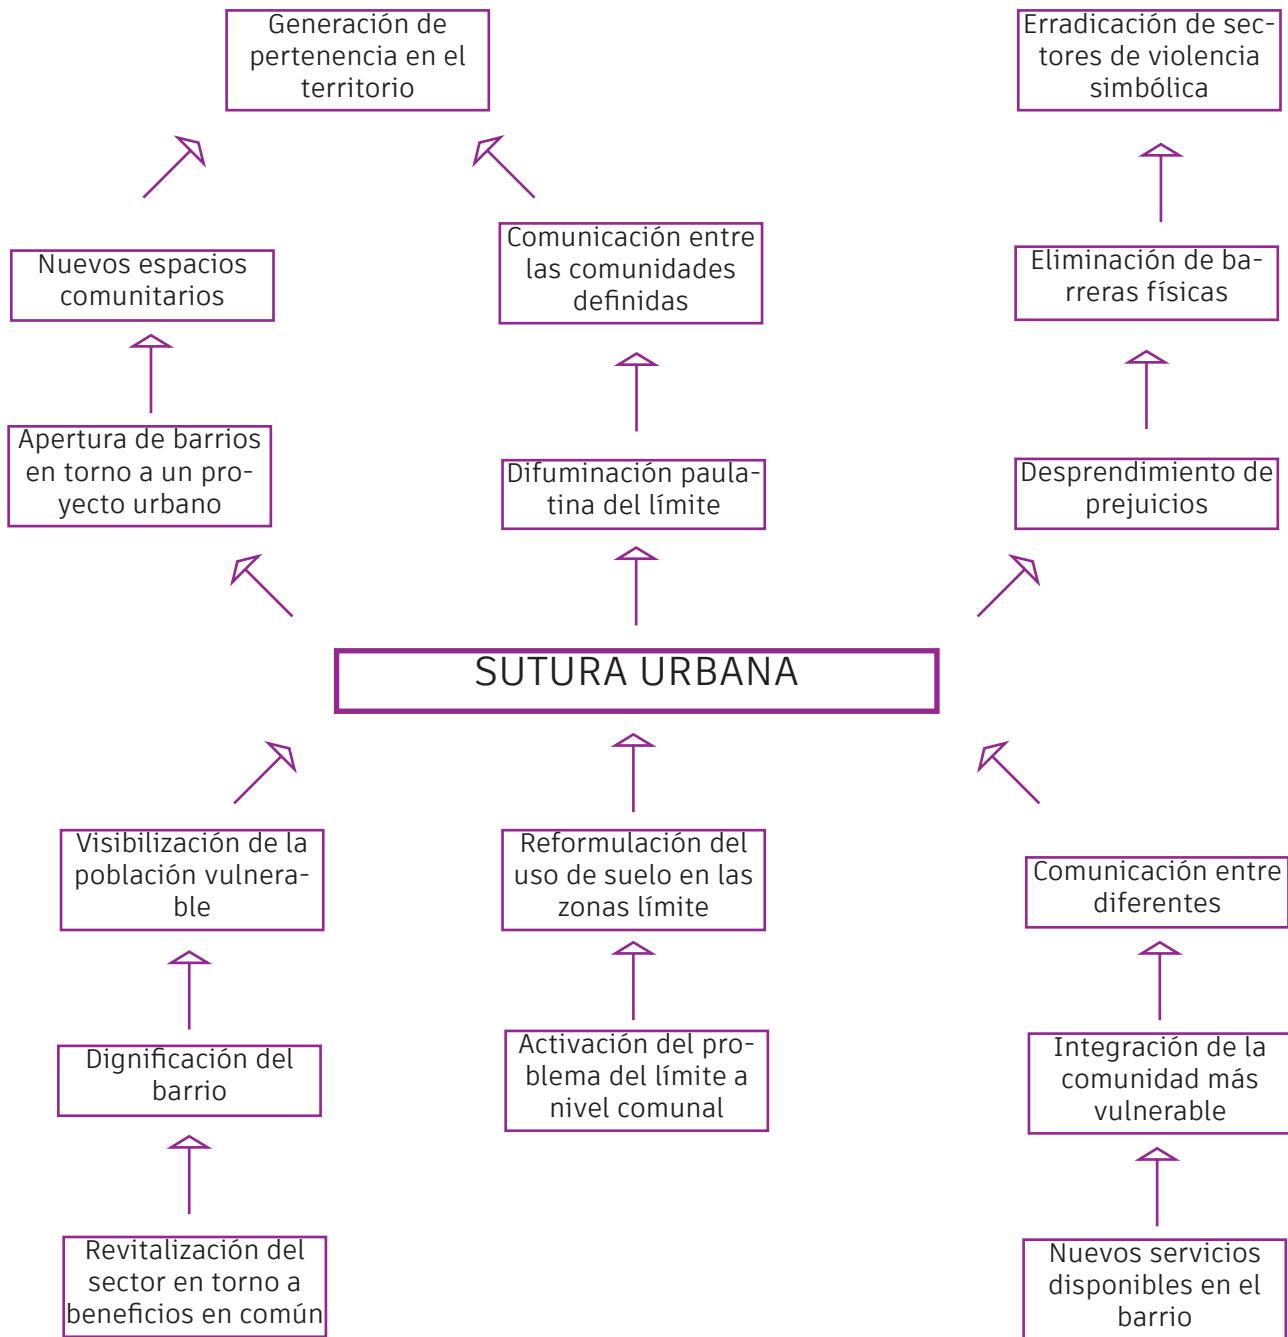 Generación de
pertenencia en el
territorio
Erradicación de sec-
tores de violencia
simbólica
Nuevos espacios
comunitarios
Comunicación entre
las comunidades
definidas
Eliminación de ba-
rreras físicas
Apertura de barrios
en torno a un pro-
yecto urbano
Difuminación paula-
tina del límite
Desprendimiento de
prejuicios
SUTURA URBANA
Visibilización de la
población vulnera-
ble
Reformulación del
uso de suelo en las
zonas límite
Comunicación entre
diferentes
Dignificación del
barrio
Activación del pro-
blema del límite a
nivel comunal
Integración de la
comunidad más
vulnerable
Revitalización del
sector en torno a
beneficios en común
Nuevos servicios
disponibles en el
barrio